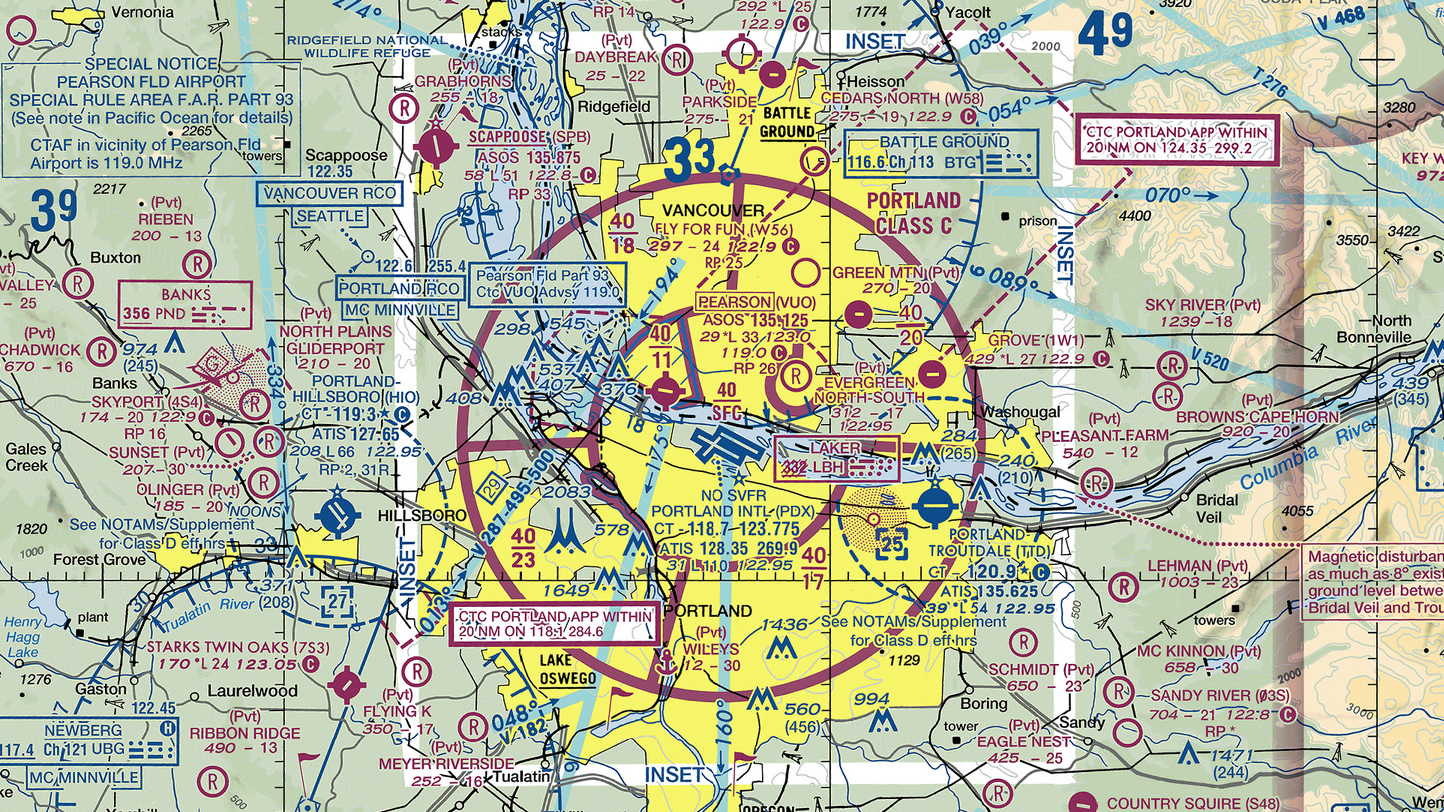 Vernonia
SPECIAL NOTICE
PEARSON FLD AIRPORT
SPECIAL RULE AREA F.A.R. PART 93
(See note in Pacific Ocean for details)
CTAF in vicinity of Pearson Fld
Airport is 119.0 MHz
2265
towers
2217
39
274°
RIDGEFIELD NATIONAL
WILDLIFE REFUGE
stacks
(Pvt)
GRABHORNS
255 - 18
RP 14
(Pvt)
DAYBREAK
25 - 22
Ridgefield
292 *L 25
122.9 C
1774
Yacolt
INSET
3920
039°
2000
49
V 468
T 276
3280
Heisson
(Pvt)
PARKSIDE
275 - 21
BATTLE
GROUND
CEDARS NORTH (W58)
275 - 19 122.9 C
054°
BATTLE GROUND
116.6 Ch 113 BTG
CTC PORTLAND APP WITHIN
20 NM ON 124.35 299.2
Scappoose
122.35
SCAPPOOSE (SPB)
ASOS 135.875
58 L 51 122.8 C
RP 33
VANCOUVER RCO
SEATTLE
24
33
40
18
VANCOUVER
FLY FOR FUN (W56)
297 - 24 122.9 C
RP 25
PORTLAND
CLASS C
prison
070°
4400
3550
3422
KEY W
INSET
(Pvt)
RIEBEN
200 - 13
Buxton
VALLEY
- 25
BANKS
356 PND
122.6 255.4
PORTLAND RCO
MC MINNVILLE
Pearson Fld Part 93
Ctc VUO Advsy 119.0
194°
GREEN MTN (Pvt)
270 - 20
089°
PEARSON (VUO)
ASOS 135.125
29 *L 33 123.0
119.0 C
RP 26
40
20
SKY RIVER (Pvt)
1239 - 18
North
Bonneville
(Pvt)
CHADWICK
670 - 16
974
(245)
Banks
(Pvt)
NORTH PLAINS
GLIDERPORT
210 - 20
334°
298
545
537
407
408
40
11
40
SFC
GROVE (1W1)
429 *L 27 122.9 C
V 520
439
(345)
SKYPORT (4S4)
174 - 20 122.9 C
RP 16
PORTLAND-
HILLSBORO (HIO)
CT - 119.3 C
ATIS 127.65
208 L 66 122.95
RP 2, 31R
(Pvt)
EVERGREEN
NORTH-SOUTH
312 - 17
122.95
Washougal
(Pvt)
BROWNS CAPE HORN
920 - 20
(Pvt)
PLEASANT FARM
540 - 12
River
Columbia
Gales
Creek
SUNSET (Pvt)
207 - 30
OLINGER (Pvt)
185 - 20
NOONS
18
175°
LAKER
332 LBH
284
(265)
240
(210)
Bridal
Veil
4055
1820
1000
See NOTAMs/Supplement
for Class D eff hrs
Forest Grove
33
HILLSBORO
29
V 287-495-500
2083
578
40
23
NO SVFR
PORTLAND INTL (PDX)
CT - 118.7 123.775
ATIS 128.35 269.9
31 L 110 122.95
40
17
25
PORTLAND-
TROUTDALE (TTD)
CT - 120.9 C
ATIS 135.625
39 *L 54 122.95
Magnetic disturban
as much as 8° exist
ground level betwe
Bridal Veil and Trou
LEHMAN (Pvt)
1003 - 23
500
towers
INSET
371
(208)
27
plant
Tualatin River
Henry
Hagg
Lake
1276
013°
1649
CTC PORTLAND APP WITHIN
20 NM ON 118.1 284.6
PORTLAND
(Pvt)
WILEYS
12 - 30
1436
See NOTAMs/Supplement
for Class D eff hrs
1129
SCHMIDT (Pvt)
650 - 23
MC KINNON (Pvt)
658 - 30
2000
3000
STARKS TWIN OAKS (7S3)
170 *L 24 123.05 C
Gaston
Laurelwood
122.45
LAKE
OSWEGO
(Pvt)
FLYING K
350 - 17
048°
V 182
560
(456)
994
160°
Boring
tower
Sandy
SANDY RIVER (03S)
704 - 21 122.8 C
RP *
(Pvt)
EAGLE NEST
425 - 25
NEWBERG
117.4 Ch 121 UBG
MC MINNVILLE
(Pvt)
RIBBON RIDGE
490 - 13
500
(Pvt)
MEYER RIVERSIDE
252 - 16
Tualatin
INSET
1471
(244)
COUNTRY SQUIRE (S48)